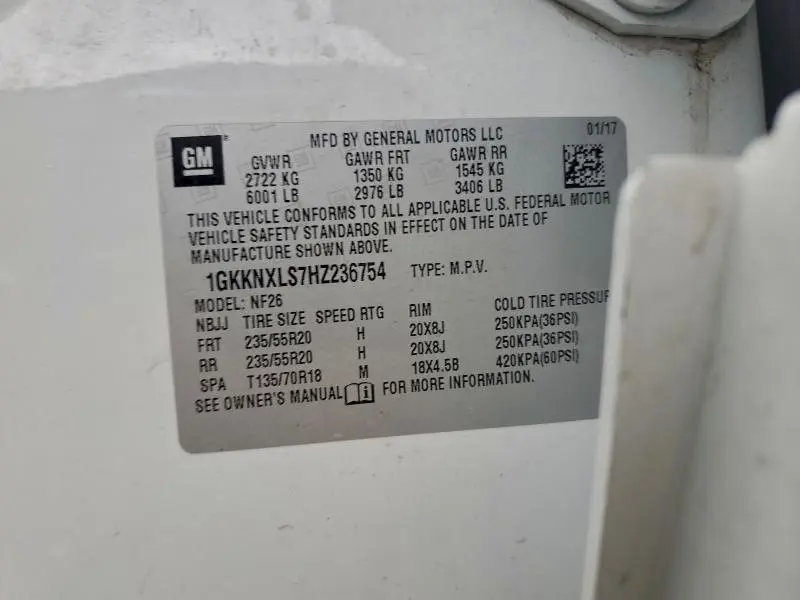 GM
MFD BY GENERAL MOTORS LLC 01/17
GVWR GAWR FRT GAWR RR
2722 KG 1350 KG 1545 KG
6001 LB 2976 LB 3406 LB
THIS VEHICLE CONFORMS TO ALL APPLICABLE U.S. FEDERAL MOTOR
VEHICLE SAFETY STANDARDS IN EFFECT ON THE DATE OF
MANUFACTURE SHOWN ABOVE.
1GKKNXLS7HZ236754 TYPE: M.P.V.
MODEL: NF26
NBJJ TIRE SIZE SPEED RTG RIM COLD TIRE PRESSUR
FRT 235/55R20 H 20X8J 250KPA(36PSI)
RR 235/55R20 H 20X8J 250KPA(36PSI)
SPA T135/70R18 M 18X4.5B 420KPA(60PSI)
SEE OWNER'S MANUAL FOR MORE INFORMATION.